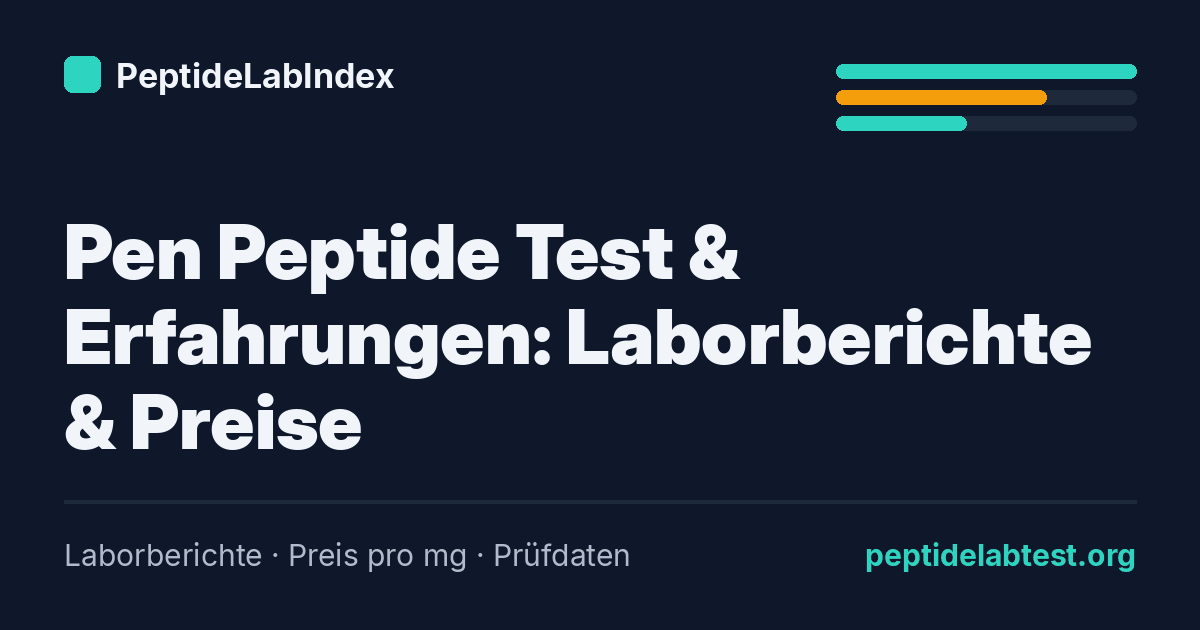 PeptideLabIndex
Pen Peptide Test &
Erfahrungen: Laborberichte
& Preise
Laborberichte · Preis pro mg · Prüfdaten
peptidelabtest.org